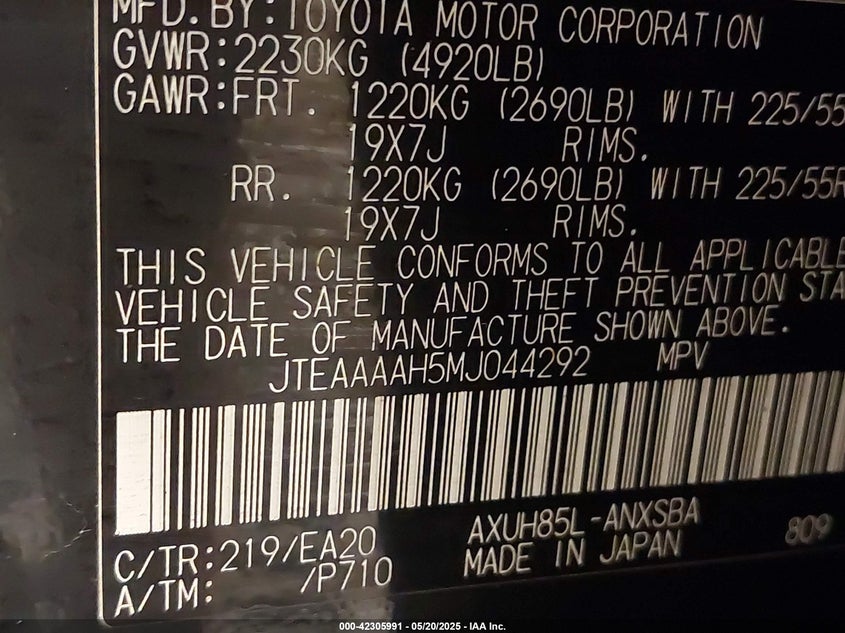 MFD. BY: TOYOTA MOTOR CORPORATION
GVWR: 2230KG (4920LB)
GAWR: FRT. 1220KG (2690LB) WITH 225/55
19X7J RIMS.
RR. 1220KG (2690LB) WITH 225/55R
19X7J RIMS.
THIS VEHICLE CONFORMS TO ALL APPLICABLE
VEHICLE SAFETY AND THEFT PREVENTION STA
THE DATE OF MANUFACTURE SHOWN ABOVE.
JTEAAAAH5MJ044292 MPV
AXUH85L-ANXSBA 809
C/TR: 219/EA20 MADE IN JAPAN
A/TM: /P710
000-42305991 - 05/20/2025 - IAA Inc.